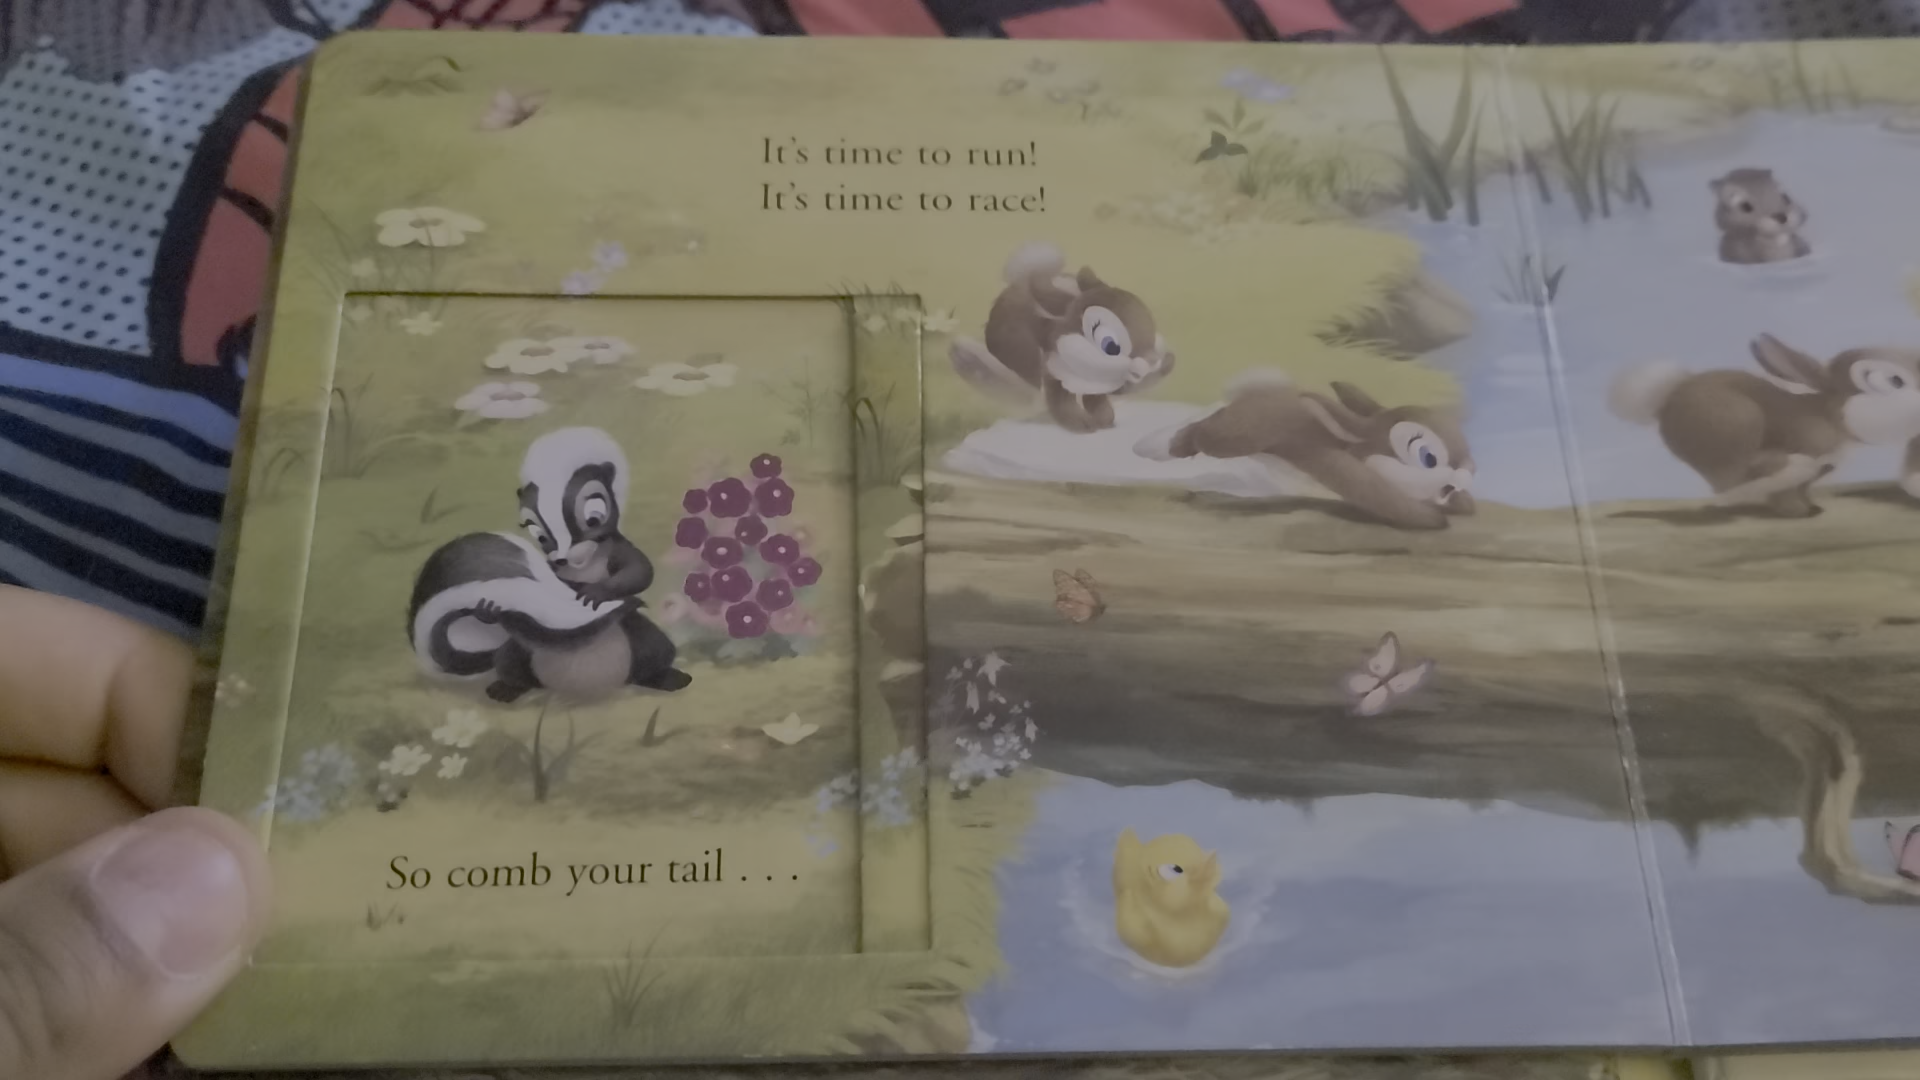 It's time to run!
It's time to race!
So comb your tail . . .